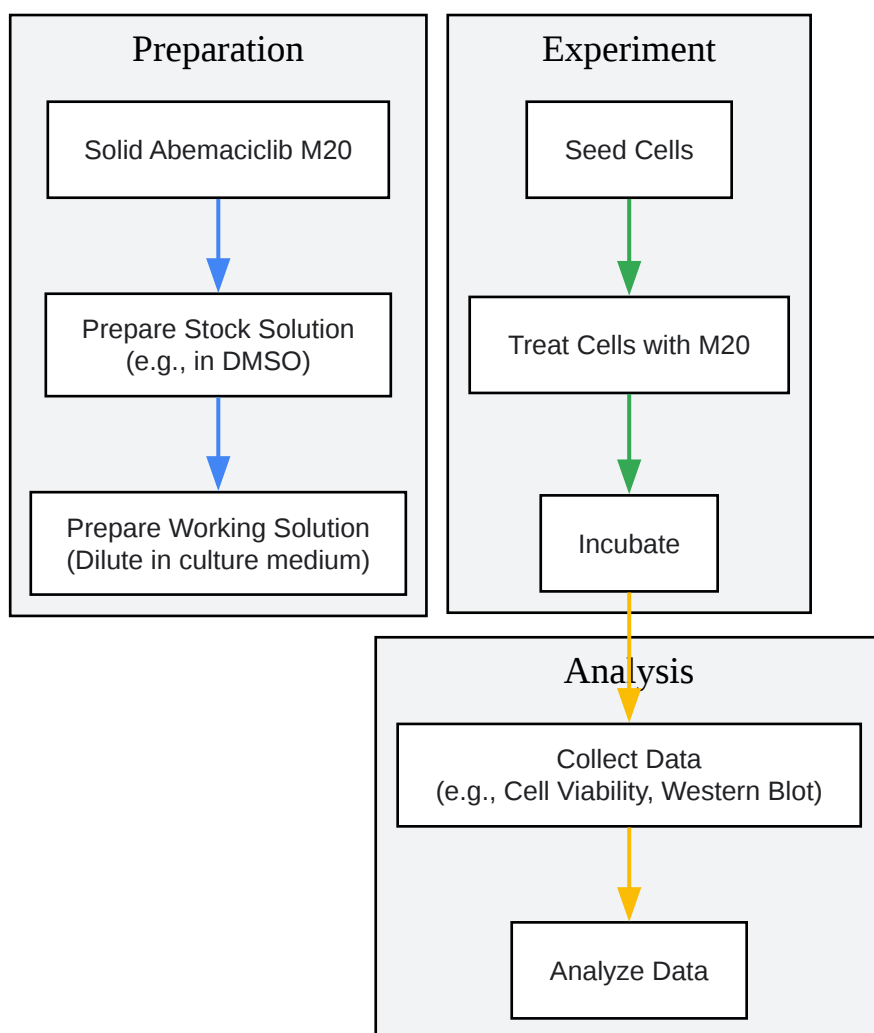 Preparation
Solid Abemaciclib M20
Prepare Stock Solution
(e.g., in DMSO)
Prepare Working Solution
(Dilute in culture medium)
Experiment
Seed Cells
Treat Cells with M20
Incubate
Analysis
Collect Data
(e.g., Cell Viability, Western Blot)
Analyze Data